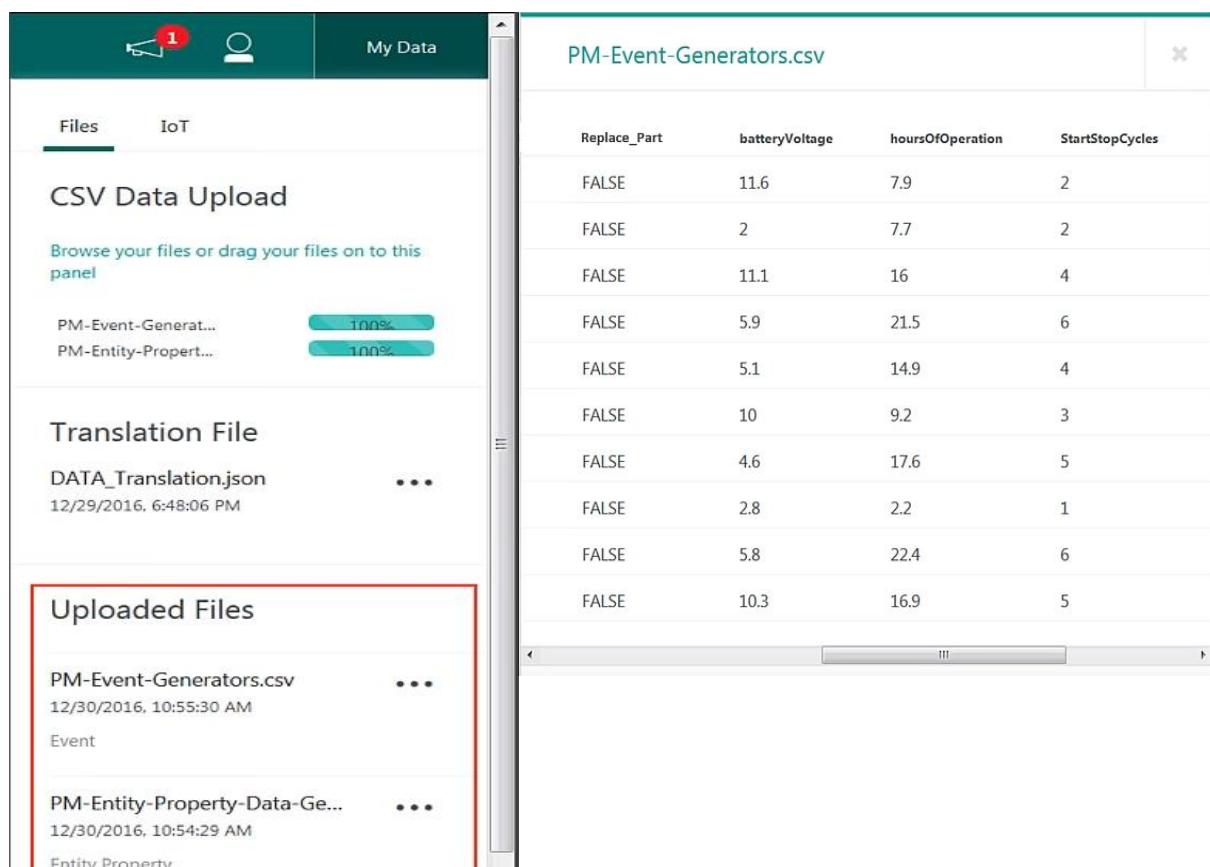 1
My Data
Files IoT
CSV Data Upload
Browse your files or drag your files on to this
panel
PM-Event-Generat... 100%
PM-Entity-Propert... 100%
Translation File
DATA_Translation.json
12/29/2016, 6:48:06 PM
Uploaded Files
PM-Event-Generators.csv
12/30/2016, 10:55:30 AM
Event
PM-Entity-Property-Data-Ge...
12/30/2016, 10:54:29 AM
Entity Property
PM-Event-Generators.csv
Replace_Part batteryVoltage hoursOfOperation StartStopCycles
FALSE 11.6 7.9 2
FALSE 2 7.7 2
FALSE 11.1 16 4
FALSE 5.9 21.5 6
FALSE 5.1 14.9 4
FALSE 10 9.2 3
FALSE 4.6 17.6 5
FALSE 2.8 2.2 1
FALSE 5.8 22.4 6
FALSE 10.3 16.9 5